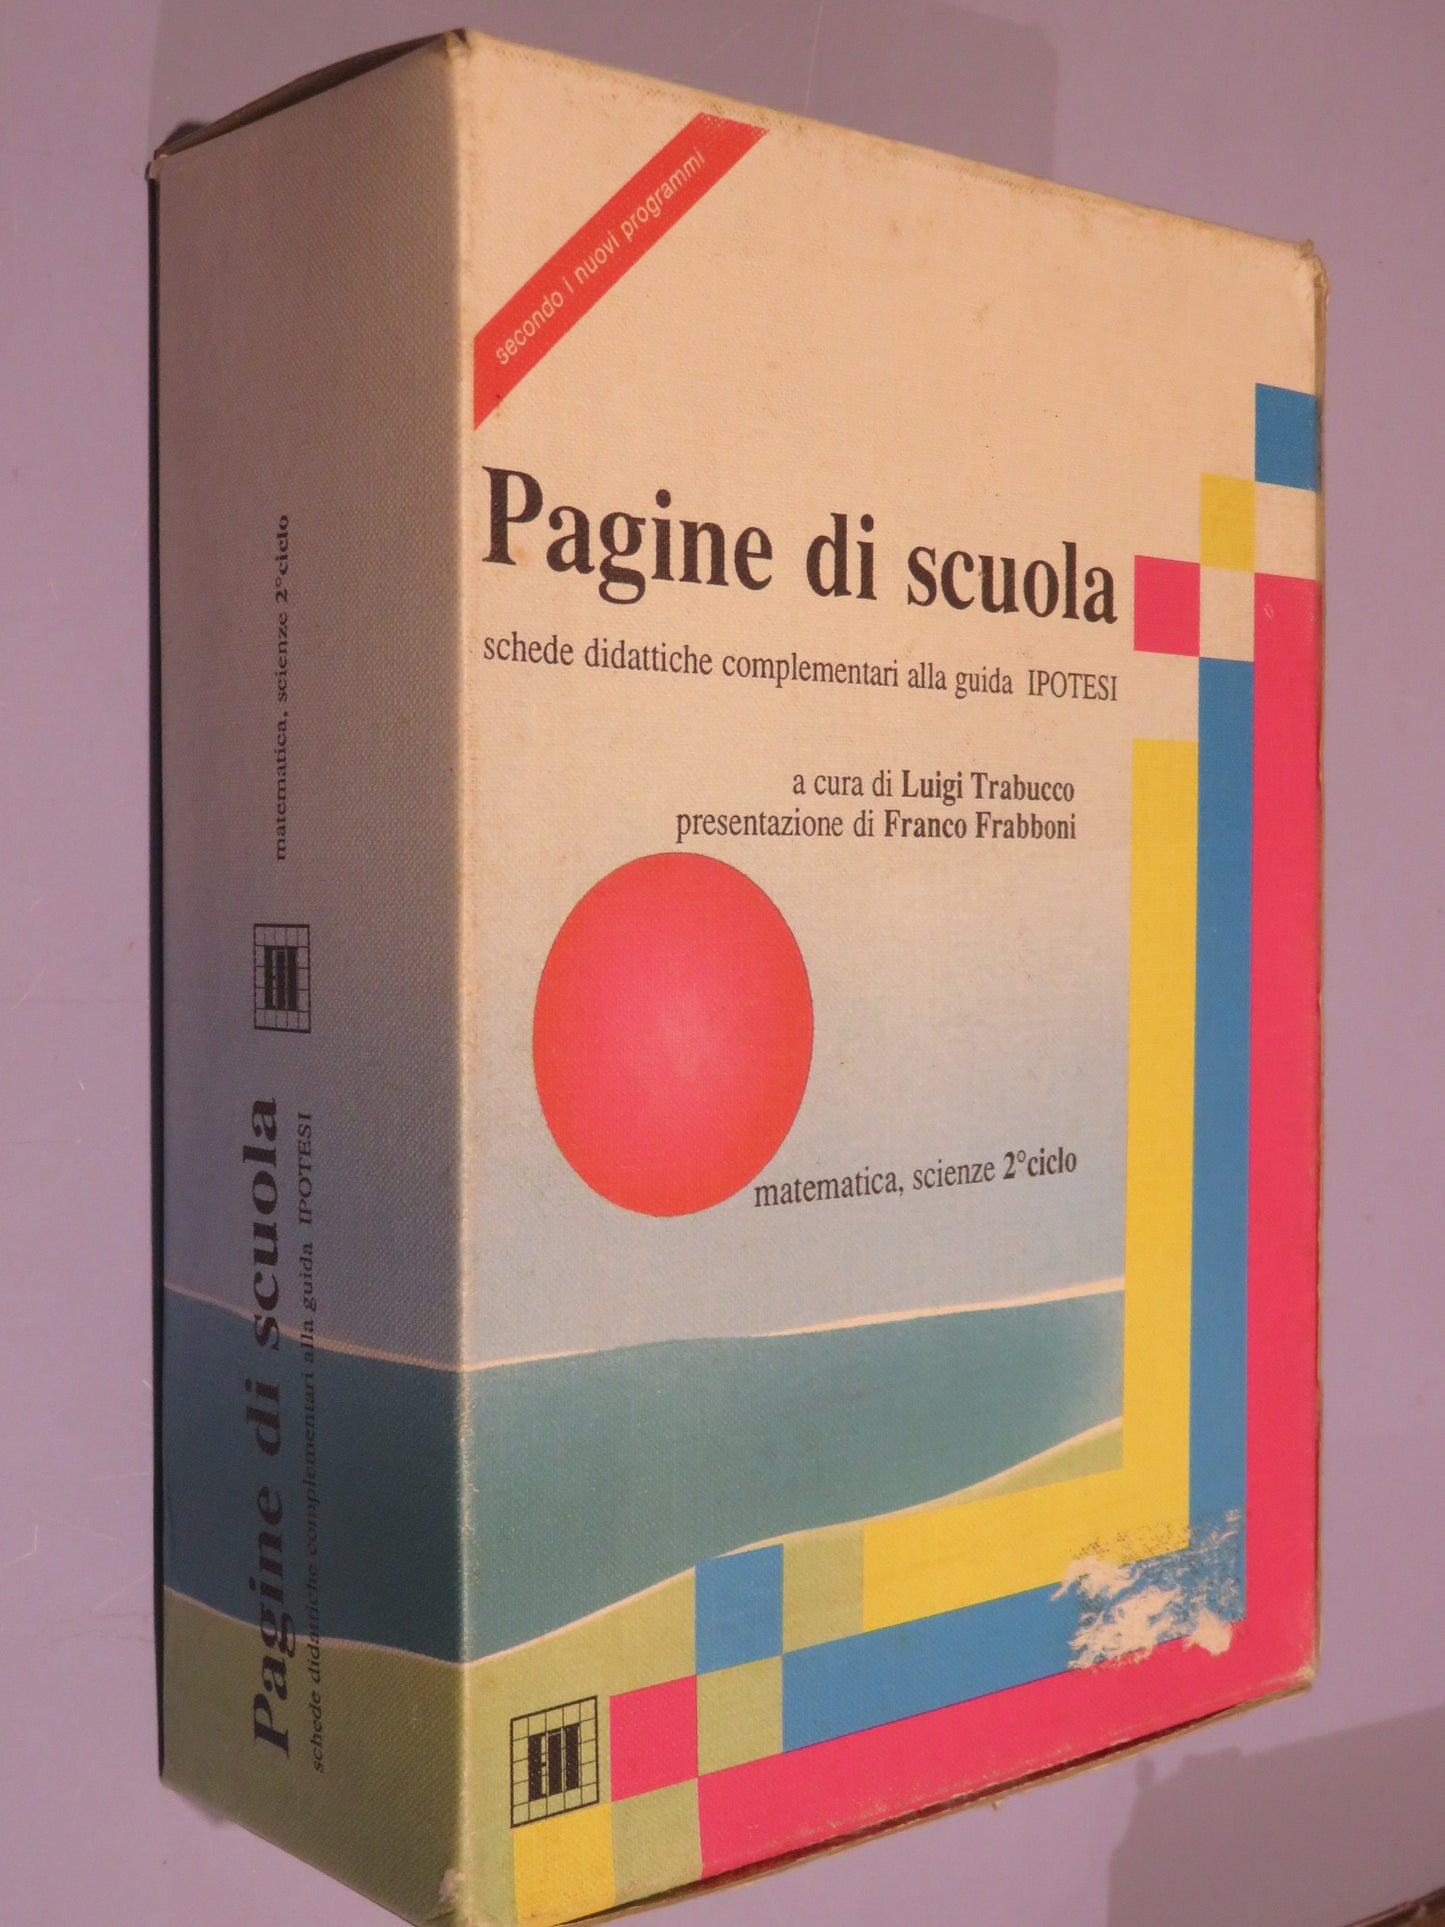 secondo i nuovi programmi
Pagine di scuola
schede didattiche complementari alla guida IPOTESI
a cura di Luigi Trabucco
presentazione di Franco Frabboni
matematica, scienze 2°ciclo
Pagine di scuola
schede didattiche complementari alla guida IPOTESI
matematica, scienze 2°ciclo